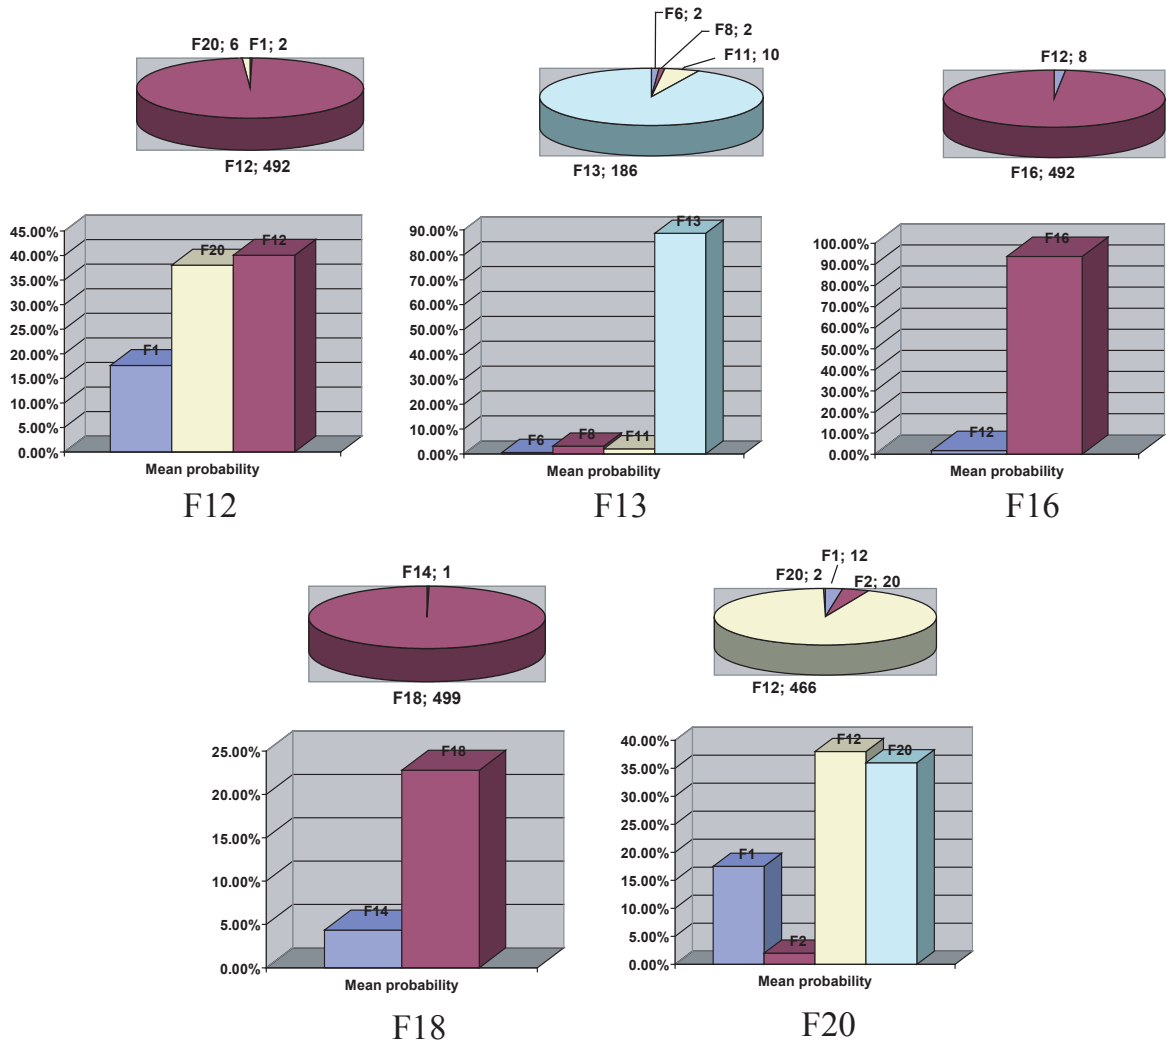 F20; 6 F1; 2
F12; 492
45.00%
40.00%
35.00%
30.00%
25.00%
20.00%
15.00%
10.00%
5.00%
0.00%
F1
F20
F12
Mean probability
F12
F6; 2
F8; 2
F11; 10
F13; 186
90.00%
80.00%
70.00%
60.00%
50.00%
40.00%
30.00%
20.00%
10.00%
0.00%
F6
F8
F11
F13
Mean probability
F13
F12; 8
F16; 492
100.00%
90.00%
80.00%
70.00%
60.00%
50.00%
40.00%
30.00%
20.00%
10.00%
0.00%
F12
F16
Mean probability
F16
F14; 1
F18; 499
25.00%
20.00%
15.00%
10.00%
5.00%
0.00%
F14
F18
Mean probability
F18
F1; 12
F20; 2
F2; 20
F12; 466
40.00%
35.00%
30.00%
25.00%
20.00%
15.00%
10.00%
5.00%
0.00%
F1
F2
F12
F20
Mean probability
F20